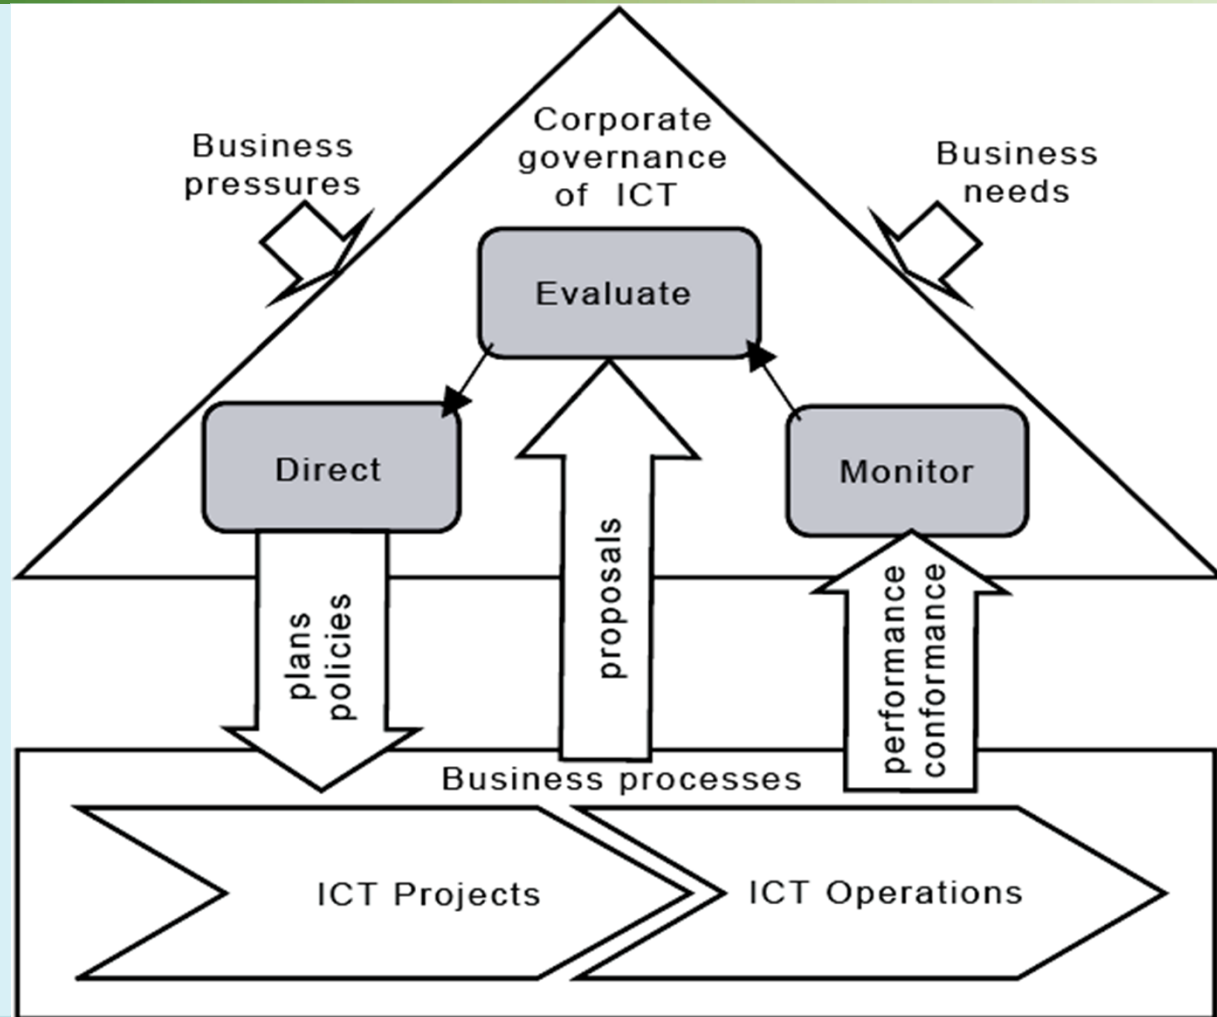 Corporate
governance
of ICT
Business
pressures
Business
needs
Evaluate
Direct
Monitor
plans
policies
proposals
performance
conformance
Business processes
ICT Projects
ICT Operations